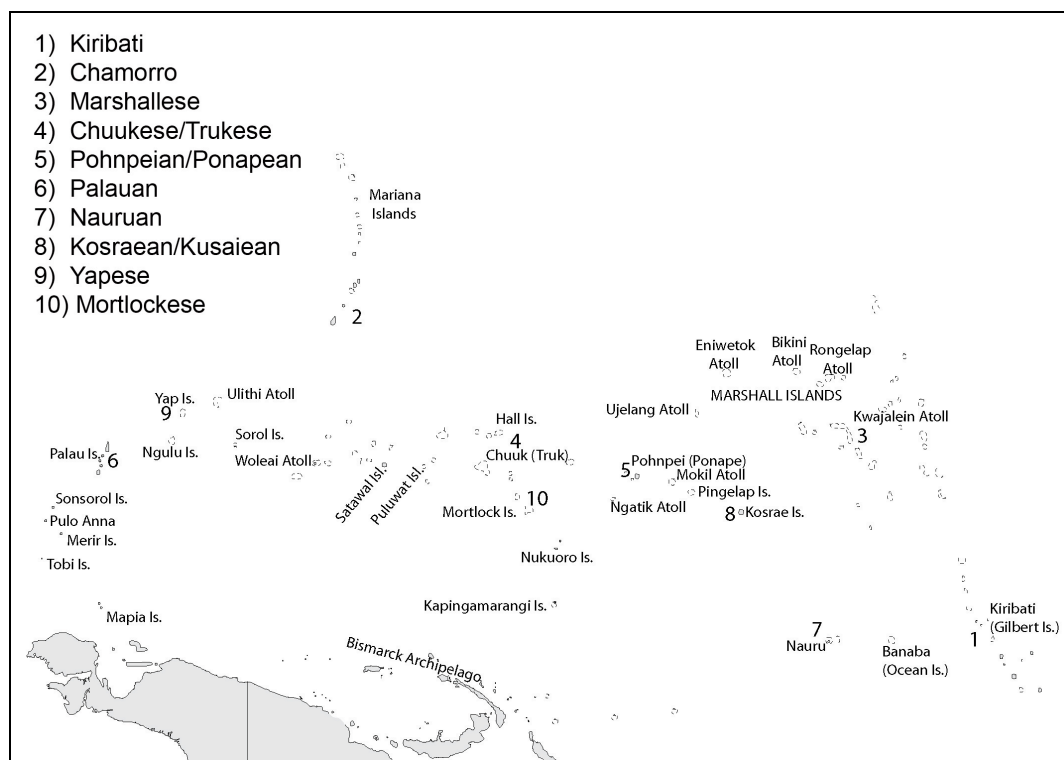 1) Kiribati
2) Chamorro
3) Marshallese
4) Chuukese/Trukese
5) Pohnpeian/Ponapean
6) Palauan
7) Nauruan
8) Kosraean/Kusaiean
9) Yapese
10) Mortlockese
Mariana
Islands
2
Eniwetok
Atoll
Bikini
Atoll
Rongelap
Atoll
MARSHALL ISLANDS
Ujelang Atoll
Kwajalein Atoll
3
Yap Is.
9
Ulithi Atoll
Ngulu Is.
Sorol Is.
Woleai Atoll
Palau Is.
6
Satawal Isl.
Puluwat Isl.
Hall Is.
4
Chuuk (Truk)
10
Mortlock Is.
5
Pohnpei (Ponape)
Mokil Atoll
Pingelap Is.
Ngatik Atoll
8
Kosrae Is.
Sonsorol Is.
Pulo Anna
Merir Is.
Tobi Is.
Nukuoro Is.
Kapingamarangi Is.
Mapia Is.
Bismarck Archipelago
7
Nauru
Banaba
(Ocean Is.)
Kiribati
(Gilbert Is.)
1